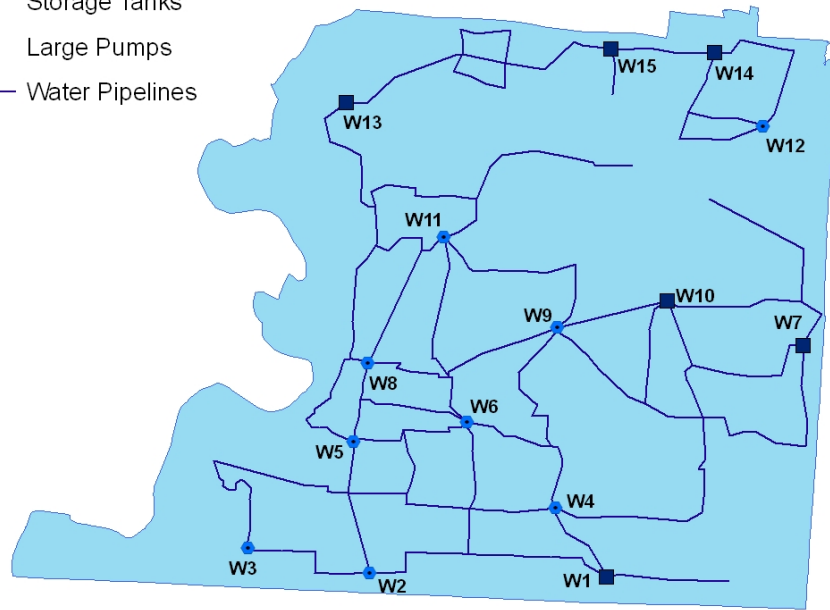 Storage Tanks
Large Pumps
Water Pipelines
W15
W14
W13
W12
W11
W10
W9
W7
W8
W6
W5
W4
W3
W2
W1